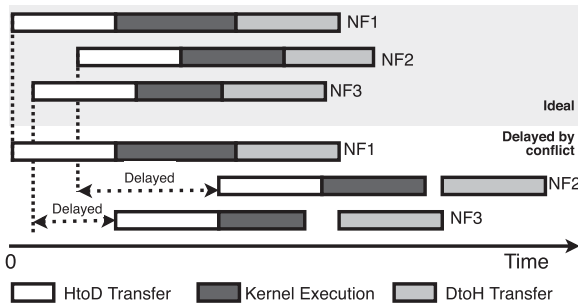 NF1
NF2
NF3
Ideal
Delayed by
conflict
NF1
Delayed
NF2
Delayed
NF3
0
Time
HtoD Transfer
Kernel Execution
DtoH Transfer